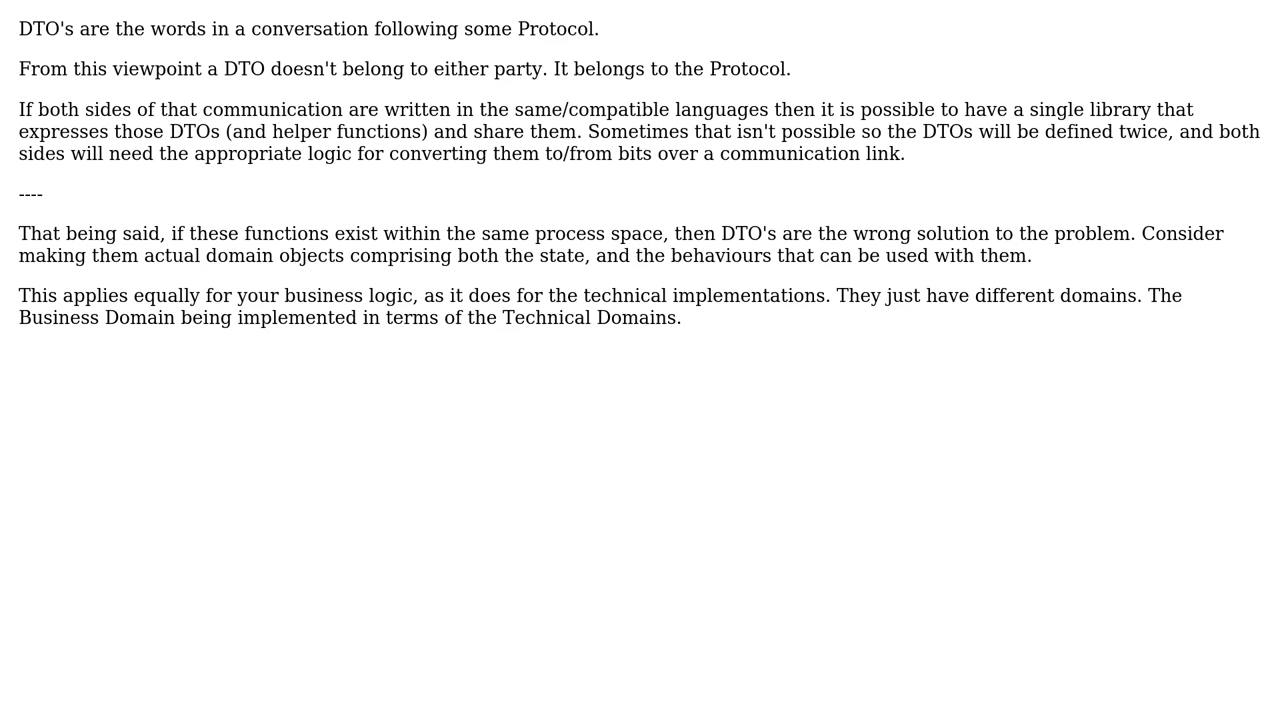 DTO's are the words in a conversation following some Protocol.
From this viewpoint a DTO doesn't belong to either party. It belongs to the Protocol.
If both sides of that communication are written in the same/compatible languages then it is possible to have a single library that
expresses those DTOs (and helper functions) and share them. Sometimes that isn't possible so the DTOs will be defined twice, and both
sides will need the appropriate logic for converting them to/from bits over a communication link.
----
That being said, if these functions exist within the same process space, then DTO's are the wrong solution to the problem. Consider
making them actual domain objects comprising both the state, and the behaviours that can be used with them.
This applies equally for your business logic, as it does for the technical implementations. They just have different domains. The
Business Domain being implemented in terms of the Technical Domains.